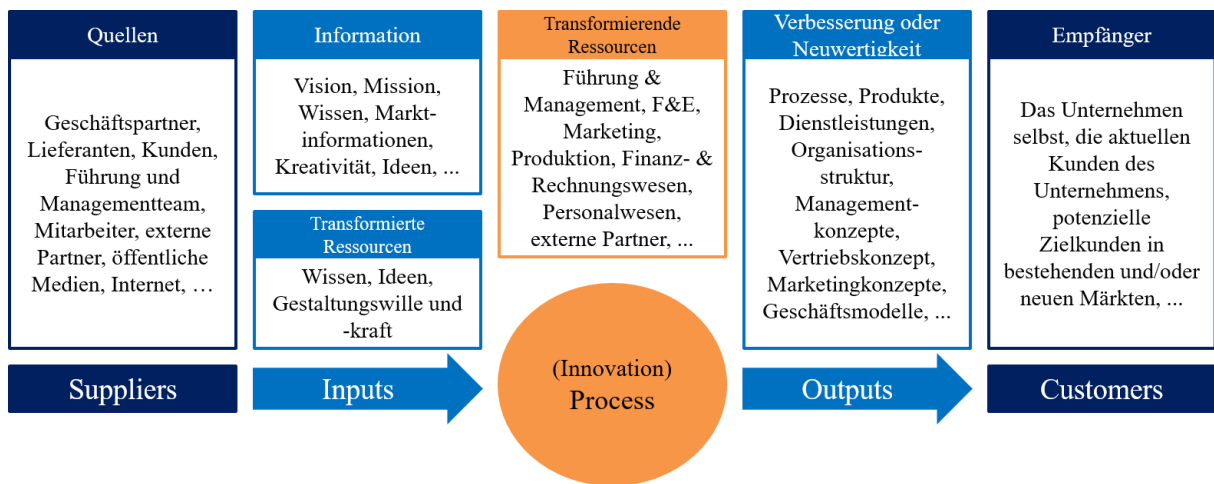 Quellen
Geschäftspartner,
Lieferanten, Kunden,
Führung und
Managementteam,
Mitarbeiter, externe
Partner, öffentliche
Medien, Internet, …
Suppliers
Information
Vision, Mission,
Wissen, Markt-
informationen,
Kreativität, Ideen, ...
Transformierte
Ressourcen
Wissen, Ideen,
Gestaltungswille und
-kraft
Inputs
Transformierende
Ressourcen
Führung &
Management, F&E,
Marketing,
Produktion, Finanz- &
Rechnungswesen,
Personalwesen,
externe Partner, ...
(Innovation)
Process
Verbesserung oder
Neuwertigkeit
Prozesse, Produkte,
Dienstleistungen,
Organisations-
struktur,
Management-
konzepte,
Vertriebskonzept,
Marketingkonzepte,
Geschäftsmodelle, ...
Outputs
Empfänger
Das Unternehmen
selbst, die aktuellen
Kunden des
Unternehmens,
potenzielle
Zielkunden in
bestehenden und/oder
neuen Märkten, ...
Customers